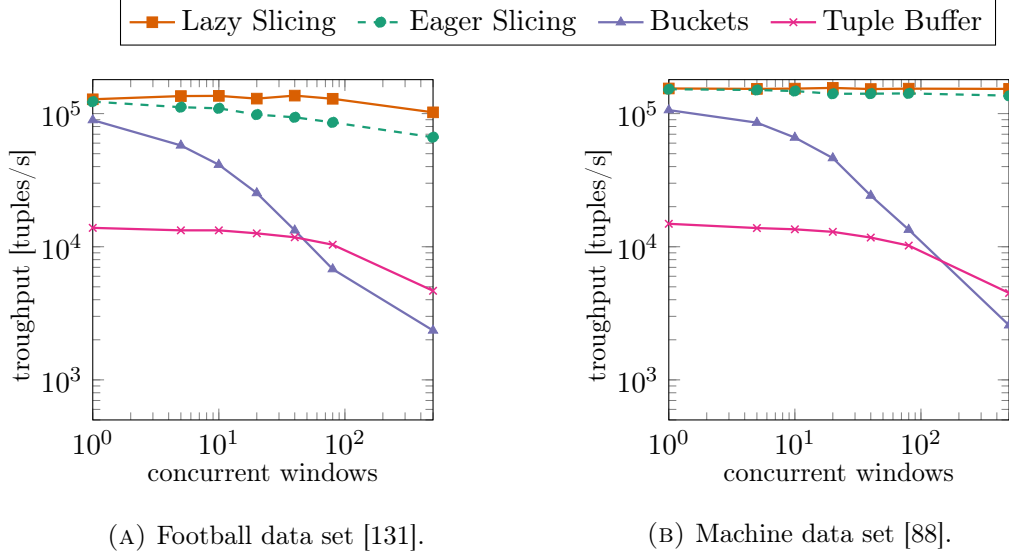 Lazy Slicing Eager Slicing Buckets Tuple Buffer
10^5
10^4
10^3
10^0 10^1 10^2
troughput [tuples/s]
concurrent windows
(A) Football data set [131].
10^5
10^4
10^3
10^0 10^1 10^2
troughput [tuples/s]
concurrent windows
(B) Machine data set [88].